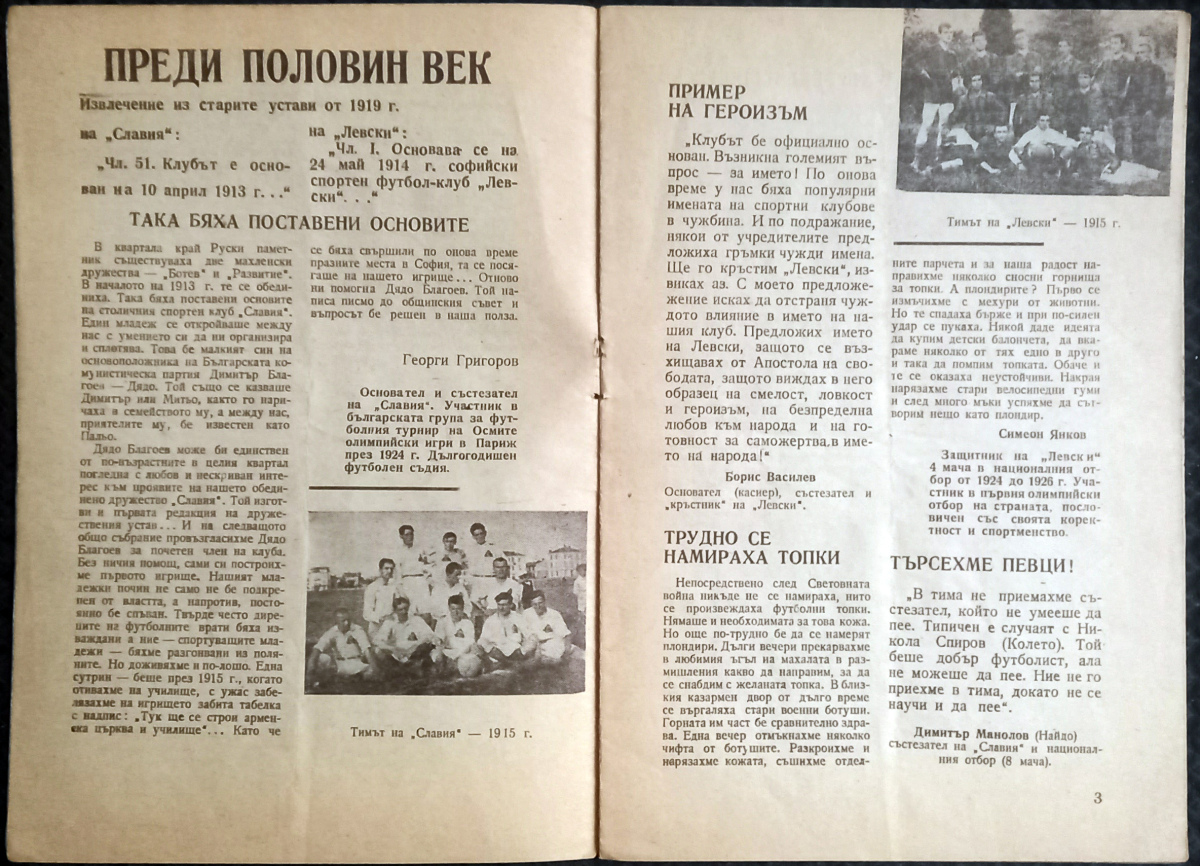 ПРЕДИ ПОЛОВИН ВЕК
Извлечение из старите устави от 1919 г.
на „Славия“:
„Чл. 51. Клубът е осно-
ван на 10 април 1913 г. . .“
на „Левски“:
„Чл. I. Основава се на
24 май 1914 г. софийски
спортен футбол-клуб „Лев-
ски“. . .“
ТАКА БЯХА ПОСТАВЕНИ ОСНОВИТЕ
В квартала край Руски памет-
ник съществуваха две махленски
дружества — „Ботев“ и „Развитие“.
В началото на 1913 г. те се обеди-
ниха. Така бяха поставени основите
на столичния спортен клуб „Славия“.
Един младеж се открояваше между
нас с умението си да ни организира
и сплотява. Това бе малкият син на
основоположника на Българската ко-
мунистическа партия Димитър Бла-
гоев — Дядо. Той също се казваше
Димитър или Митьо, както го нари-
чаха в семейството му, а между нас,
приятелите му, бе известен като
Пальо.
Дядо Благоев може би единствен
от по-възрастните в целия квартал
погледна с любов и нескриван инте-
рес към проявите на нашето обеди-
нено дружество „Славия“. Той изгот-
ви и първата редакция на друже-
ствения устав... И на следващото
общо събрание провъзгласихме Дядо
Благоев за почетен член на клуба.
Без ничия помощ, сами си построих-
ме първото игрище. Нашият мла-
дежки почин не само не бе подкре-
пен от властта, а напротив, постоя-
нно бе спъван. Твърде често дире-
ците на футболните врати бяха из-
важдани а ние — спортуващите мла-
дежи — бяхме разгонвани из поля-
ните. Но доживяхме и по-лошо. Една
сутрин — беше през 1915 г., когато
отивахме на училище, с ужас забе-
лязахме на игрището забита табелка
с надпис: „Тук ще се строи армен-
ска църква и училище“... Като че
се бяха свършили по онова време
празните места в София, та се пося-
гаше на нашето игрище... Отново
ни помогна Дядо Благоев. Той на-
писа писмо до общинския съвет и
въпросът бе решен в наша полза.
Георги Григоров
Основател и състезател
на „Славия“. Участник в
българската група за фут-
болния турнир на Осмите
олимпийски игри в Париж
през 1924 г. Дългогодишен
футболен съдия.
Тимът на „Славия“ — 1915 г.
ПРИМЕР
НА ГЕРОИЗЪМ
„Клубът бе официално ос-
нован. Възникна големият въ-
прос — за името! По онова
време у нас бяха популярни
имената на спортни клубове
в чужбина. И по подражание,
някои от учредителите пред-
ложиха гръмки чужди имена.
Ще го кръстим „Левски“, из-
виках аз. С моето предложе-
жение исках да отстраня чуж-
дото влияние в името на на-
шия клуб. Предложих името
на Левски, защото се въз-
хищавах от Апостола на сво-
бодата, защото виждах в него
образец на смелост, ловкост
и героизъм, на безпределна
любов към народа и на го-
товност за саможертва,в име-
то на народа!“
Борис Василев
Основател (касиер), състезател и
„кръстник“ на „Левски“.
ТРУДНО СЕ
НАМИРАХА ТОПКИ
Непосредствено след Световната
война никъде не се намираха, нито
се произвеждаха футболни топки.
Нямаше и необходимата за това кожа.
Но още по-трудно бе да се намерят
плондири. Дълги вечери прекарвахме
в любимия ъгъл на махалата в раз-
мишления какво да направим, за да
се снабдим с желаната топка. В близ-
кия казармен двор от дълго време
се въргаляха стари военни ботуши.
Горната им част бе сравнително здра-
ва. Една вечер отмъкнахме няколко
чифта от ботушите. Разкроихме и
нарязахме кожата, съшихме отдел-
Тимът на „Левски“ — 1915 г.
ните парчета и за наша радост на-
правихме няколко сносни горнища
за топки. А плондирите? Първо се
измъчихме с мехури от животни.
Но те спадаха бърже и при по-силен
удар се пукаха. Някой даде идеята
да купим детски балончета, да вка-
раме няколко от тях едно в друго
и така да помпим топката. Обаче и
те се оказаха неустойчиви. Накрая
нарязахме стари велосипедни гуми
и след много мъки успяхме да сът-
ворим нещо като плондир.
Симеон Янков
Защитник на „Левски“
4 мача в националния от-
бор от 1924 до 1926 г. Уча-
стник в първия олимпийски
отбор на страната, посло-
вичен със своята корек-
тност и спортменство.
ТЪРСЕХМЕ ПЕВЦИ!
„В тима не приемахме съ-
стезател, който не умееше да
пее. Типичен е случаят с Ни-
кола Спиров (Колето). Той
беше добър футболист, ала
не можеше да пее. Ние не го
приехме в тима, докато не се
научи и да пее“.
Димитър Манолов (Найдо)
състезател на „Славия“ и национал-
ния отбор (8 мача).
3